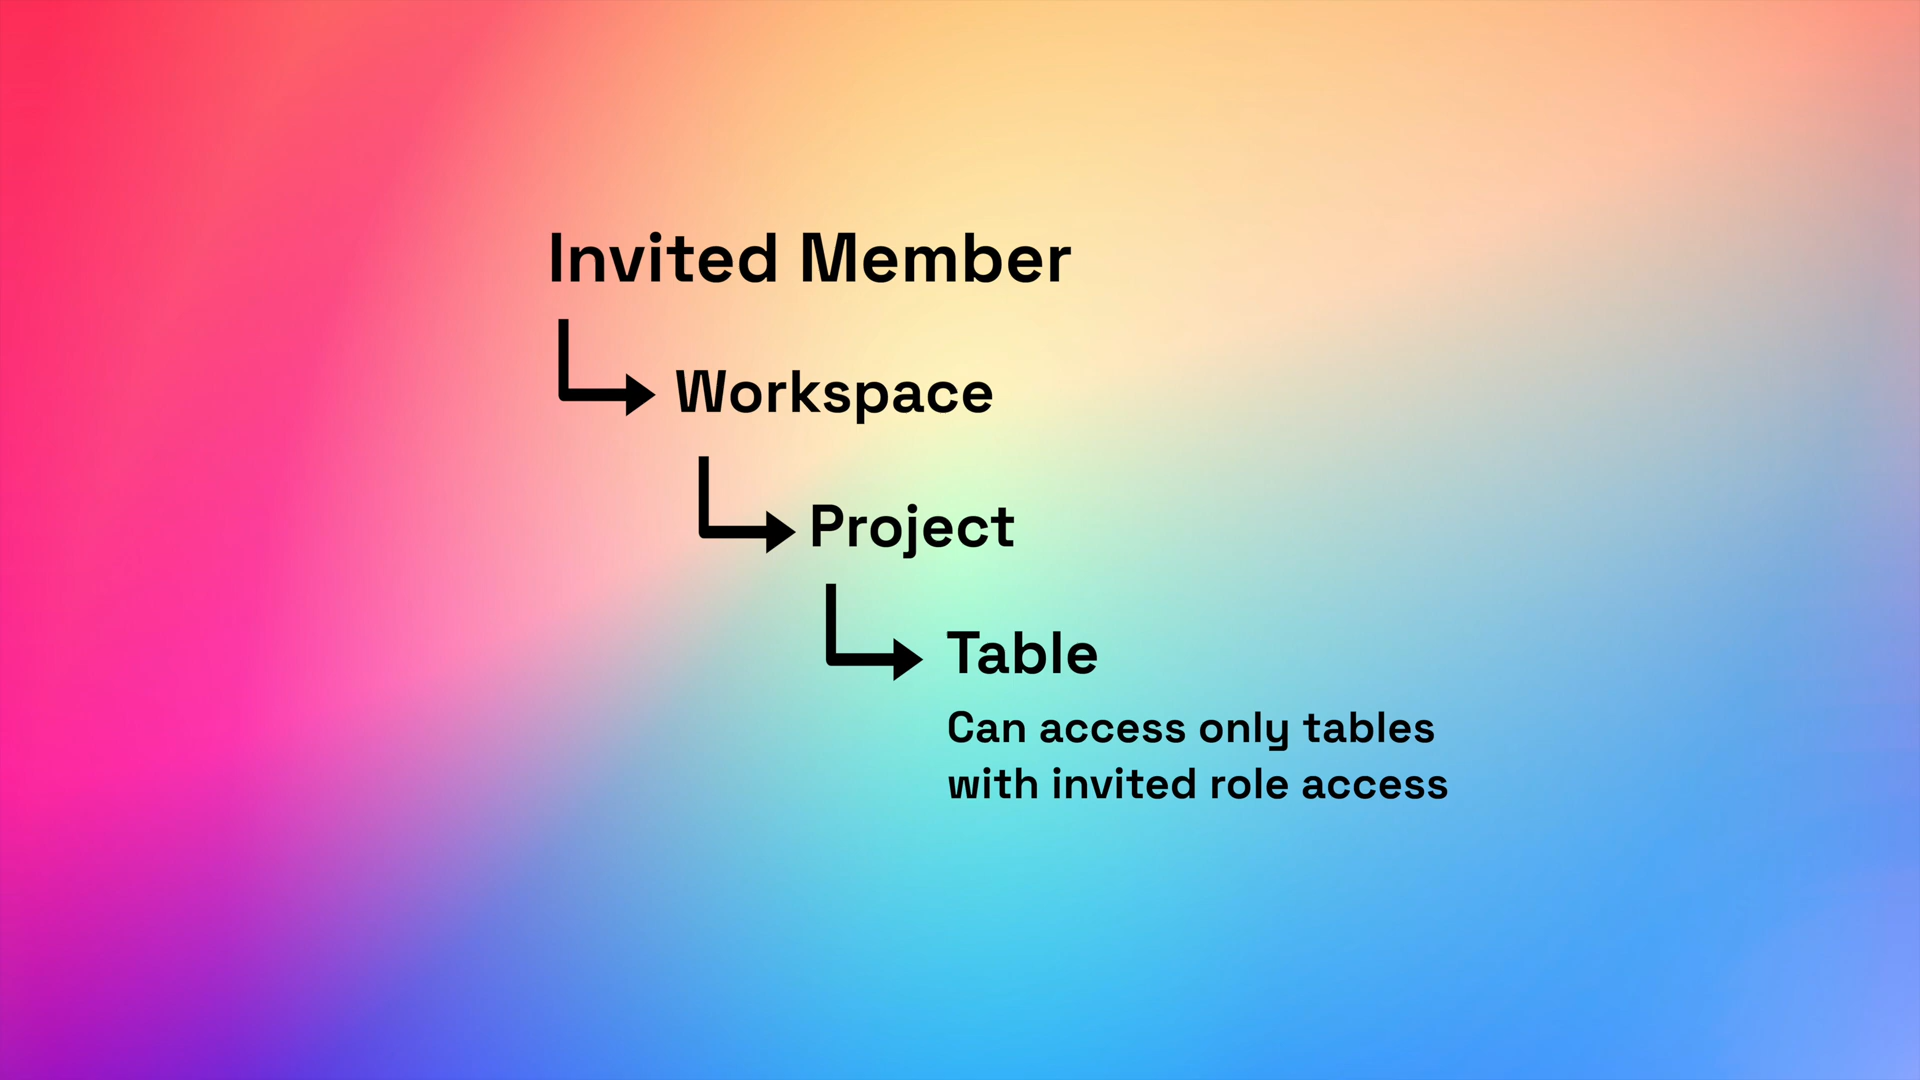 Invited Member
Workspace
Project
Table
Can access only tables
with invited role access